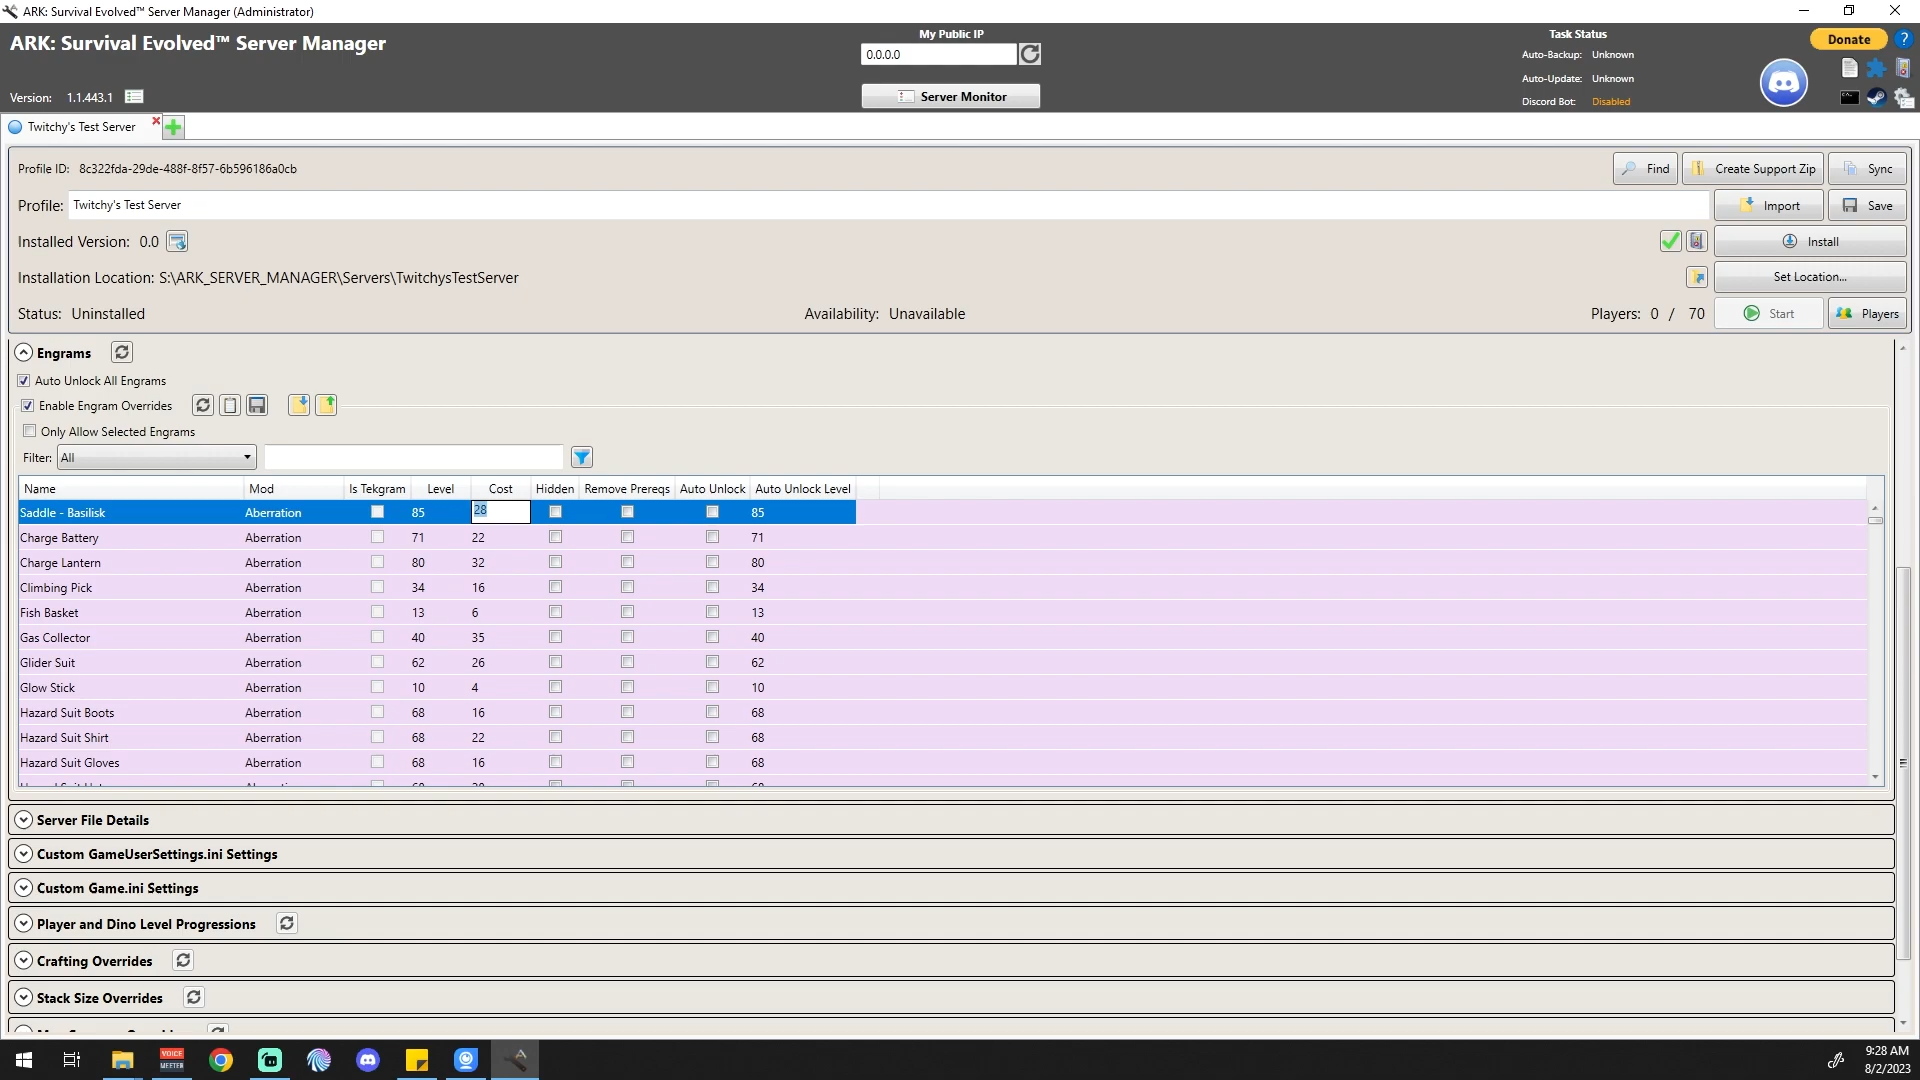 ARK: Survival Evolved™ Server Manager (Administrator)
ARK: Survival Evolved™ Server Manager
My Public IP
0.0.0.0
Task Status
Auto-Backup: Unknown
Auto-Update: Unknown
Discord Bot: Disabled
Donate
?
Version: 1.1.443.1
Server Monitor
Twitchy's Test Server
Profile ID: 8c322fda-29de-488f-8f57-6b596186a0cb
Find
Create Support Zip
Sync
Profile: Twitchy's Test Server
Import
Save
Installed Version: 0.0
Install
Installation Location: S:\ARK_SERVER_MANAGER\Servers\TwitchysTestServer
Set Location...
Status: Uninstalled
Availability: Unavailable
Players: 0 / 70
Start
Players
Engrams
Auto Unlock All Engrams
Enable Engram Overrides
Only Allow Selected Engrams
Filter: All
Name Mod Is Tekgram Level Cost Hidden Remove Prereqs Auto Unlock Auto Unlock Level
Saddle - Basilisk Aberration 85 28 85
Charge Battery Aberration 71 22 71
Charge Lantern Aberration 80 32 80
Climbing Pick Aberration 34 16 34
Fish Basket Aberration 13 6 13
Gas Collector Aberration 40 35 40
Glider Suit Aberration 62 26 62
Glow Stick Aberration 10 4 10
Hazard Suit Boots Aberration 68 16 68
Hazard Suit Shirt Aberration 68 22 68
Hazard Suit Gloves Aberration 68 16 68
Server File Details
Custom GameUserSettings.ini Settings
Custom Game.ini Settings
Player and Dino Level Progressions
Crafting Overrides
Stack Size Overrides
VOICE
MEETER
9:28 AM
8/2/2023